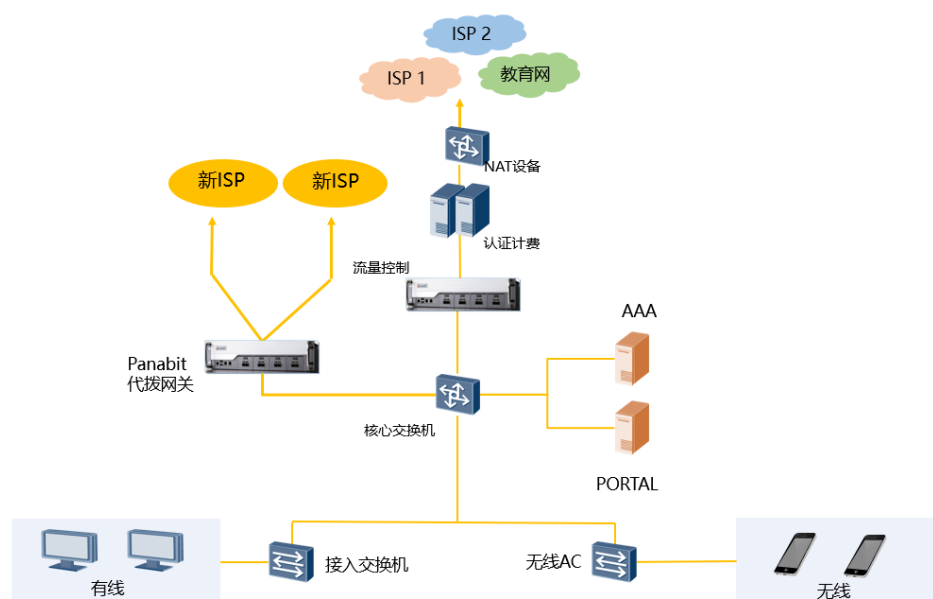 ISP 2
ISP 1
教育网
NAT设备
新ISP
新ISP
认证计费
流量控制
AAA
Panabit
代拨网关
核心交换机
PORTAL
有线
接入交换机
无线AC
无线